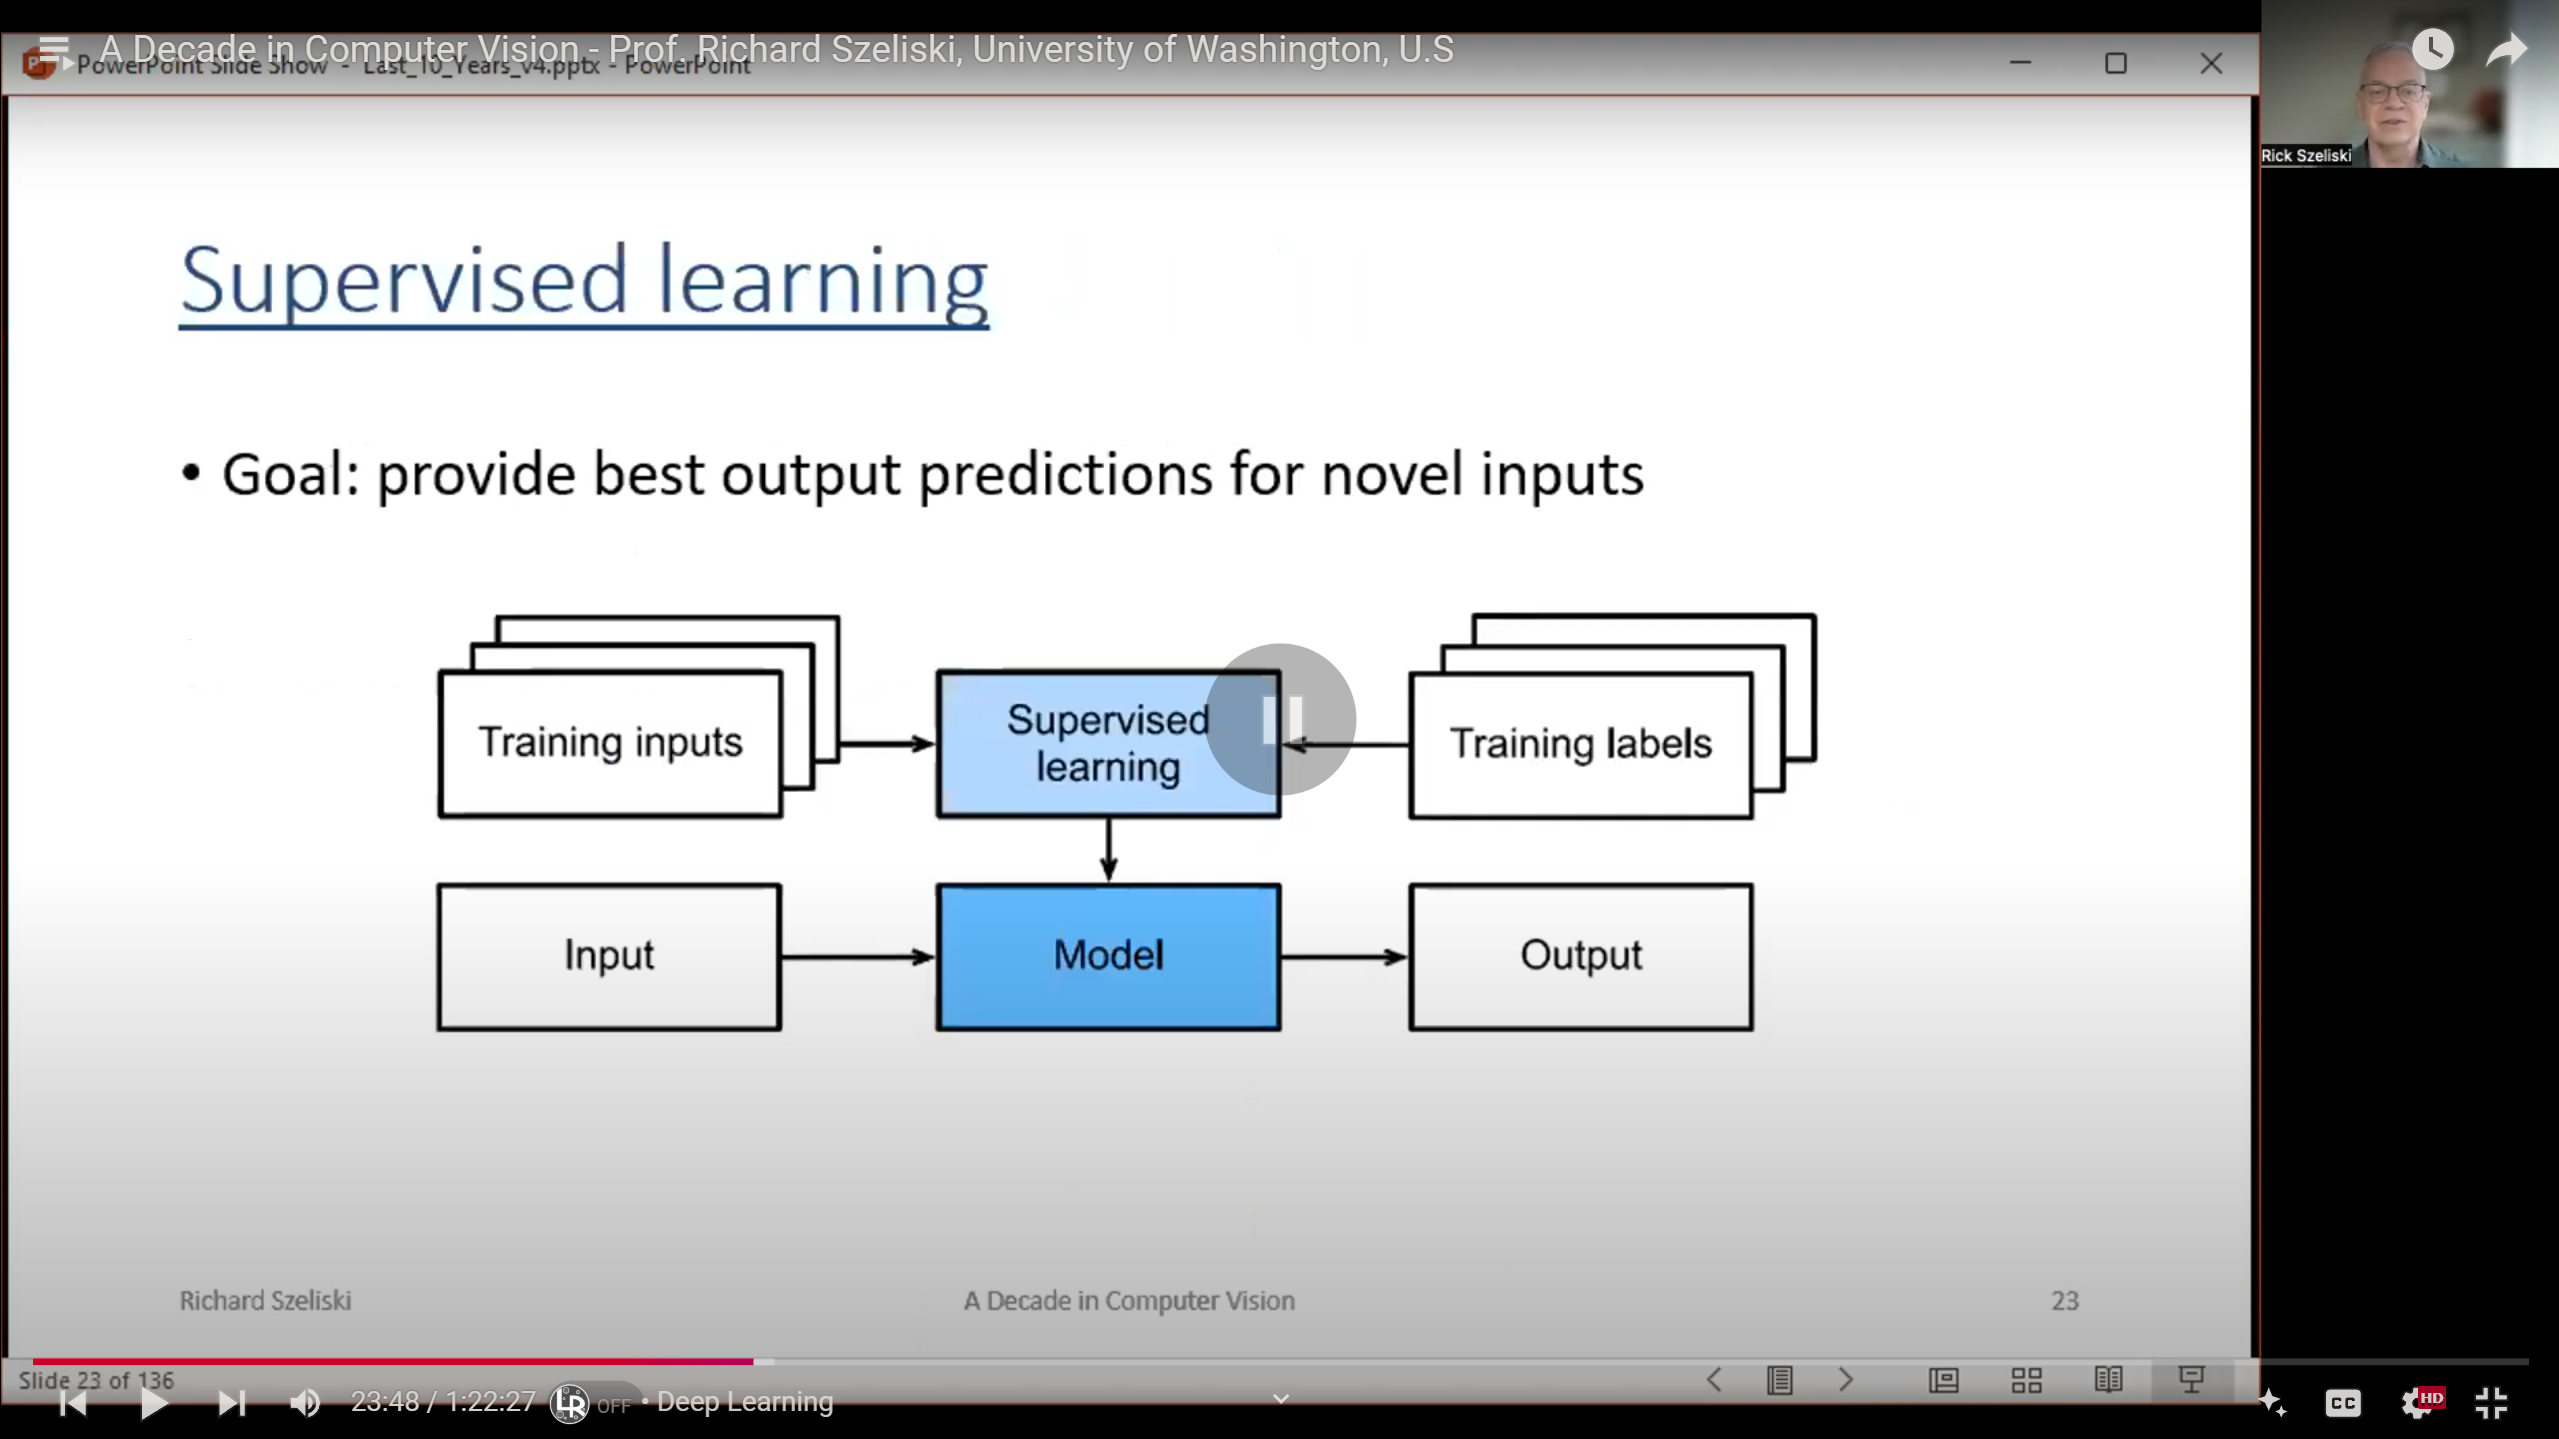 A Decade in Computer Vision - Prof. Richard Szeliski, University of Washington, U.S
PowerPoint Slide Show - Last_10_Years_v4.pptx - PowerPoint
Rick Szeliski
Supervised learning
• Goal: provide best output predictions for novel inputs
Training inputs
Supervised
learning
Training labels
Input
Model
Output
Richard Szeliski
A Decade in Computer Vision
23
Slide 23 of 136
23:48 / 1:22:27
LR
OFF
• Deep Learning
CC
HD